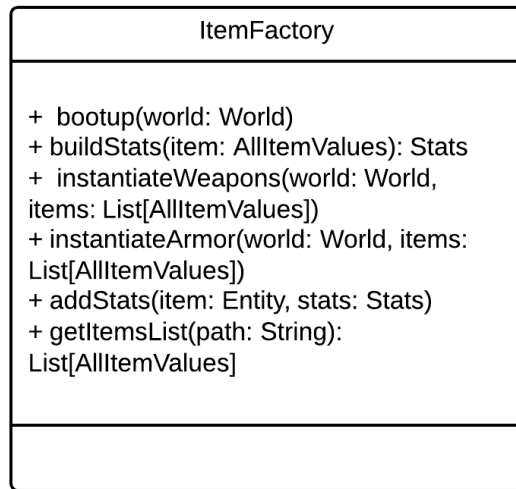 ItemFactory
+ bootup(world: World)
+ buildStats(item: AllItemValues): Stats
+ instantiateWeapons(world: World,
items: List[AllItemValues])
+ instantiateArmor(world: World, items:
List[AllItemValues])
+ addStats(item: Entity, stats: Stats)
+ getItemsList(path: String):
List[AllItemValues]